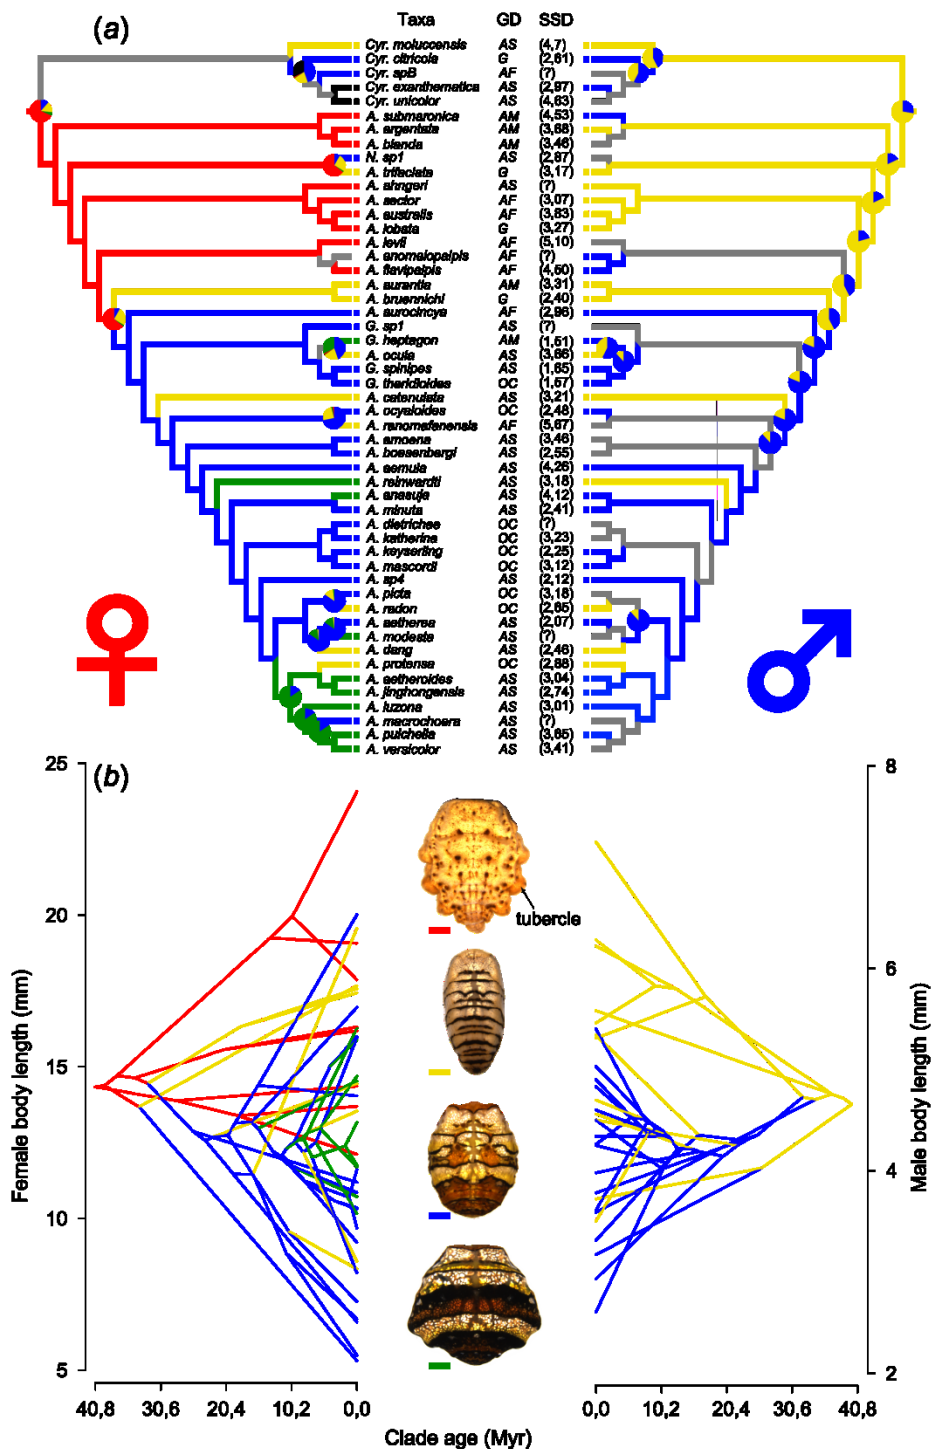 (a)
Taxa GD SSD
Cyr. moluccensis AS (4,7)
Cyr. citricola G (2,61)
Cyr. spB AF (?)
Cyr. exanthematica AS (2,97)
Cyr. unicolor AS (4,63)
A. submaronica AM (4,53)
A. argentata AM (3,68)
A. blanda AM (3,46)
N. sp1 AS (2,87)
A. trifaciata G (3,17)
A. ahngeri AS (?)
A. sector AF (3,07)
A. australis AF (3,83)
A. lobata G (3,27)
A. levii AF (5,10)
A. anomalopalpis AF (?)
A. flavipalpis AF (4,60)
A. aurantia AM (3,31)
A. bruennichi G (2,40)
A. aurocincya AF (2,96)
G. sp1 AS (?)
G. heptagon AM (1,51)
A. ocula AS (3,66)
G. spinipes AS (1,65)
G. theridioides OC (1,57)
A. catenulata AS (3,21)
A. ocyaloides OC (2,48)
A. ranomafanensis AF (5,67)
A. amoena AS (3,46)
A. boesenbergi AS (2,55)
A. aemula AS (4,26)
A. reinwardti AS (3,18)
A. anasuja AS (4,12)
A. minuta AS (2,41)
A. dietrichae OC (?)
A. katherina OC (3,23)
A. keyserling OC (2,25)
A. mascordi OC (3,12)
A. sp4 AS (2,12)
A. picta OC (3,18)
A. radon OC (2,65)
A. aetherea AS (2,07)
A. modesta AS (?)
A. dang AS (2,46)
A. protensa OC (2,88)
A. aetheroides AS (3,04)
A. jinghongensis AS (2,74)
A. luzona AS (3,01)
A. macrochoera AS (?)
A. pulchella AS (3,65)
A. versicolor AS (3,41)
(b)
25
20
15
10
5
Female body length (mm)
tubercle
8
6
4
2
Male body length (mm)
40,8 30,6 20,4 10,2 0,0
0,0 10,2 20,4 30,6 40,8
Clade age (Myr)